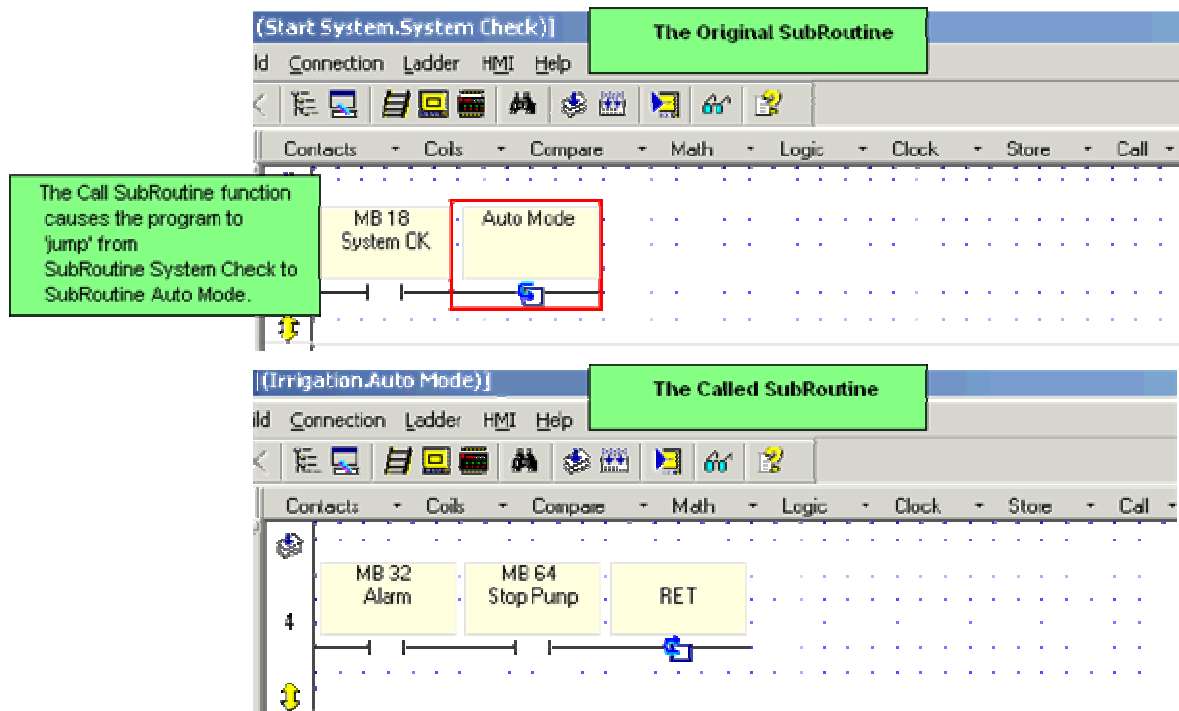 (Start System.System Check)]
The Original SubRoutine
ld Connection Ladder HMI Help
Contacts Coils Compare Math Logic Clock Store Call
The Call SubRoutine function
causes the program to
'jump' from
SubRoutine System Check to
SubRoutine Auto Mode.
MB 18
System OK
Auto Mode
(Irrigation.Auto Mode)]
The Called SubRoutine
ild Connection Ladder HMI Help
Contacts Coils Compare Math Logic Clock Store Call
4
MB 32
Alarm
MB 64
Stop Pump
RET